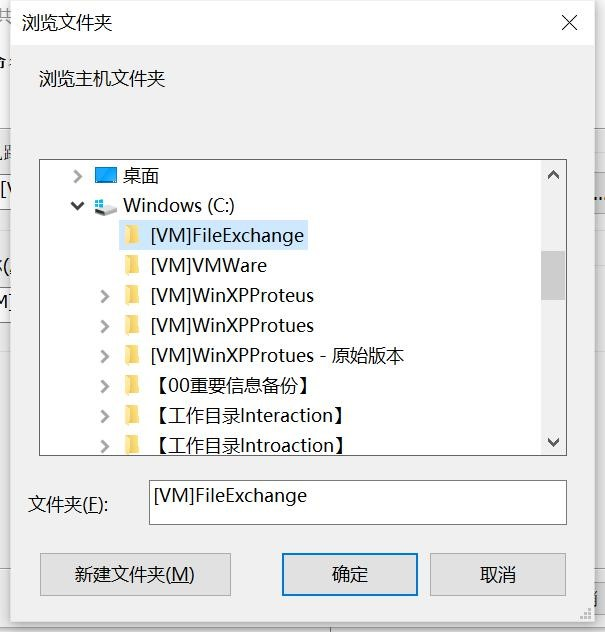 浏览文件夹
浏览主机文件夹
桌面
Windows (C:)
[VM]FileExchange
[VM]VMWare
[VM]WinXPProteus
[VM]WinXPProtues
[VM]WinXPProtues - 原始版本
【00重要信息备份】
【工作目录Interaction】
【工作目录Introaction】
文件夹(F):
[VM]FileExchange
新建文件夹(M)
确定
取消